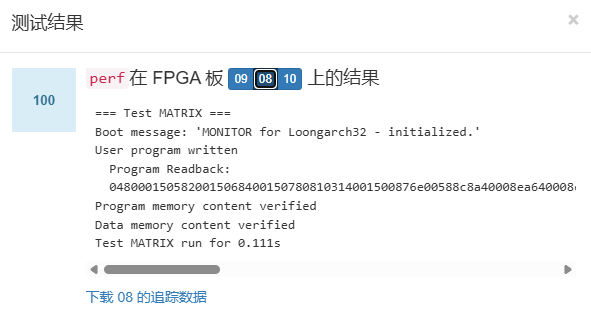 测试结果
×
100
perf 在 FPGA 板 09 08 10 上的结果
=== Test MATRIX ===
Boot message: 'MONITOR for Loongarch32 - initialized.'
User program written
Program Readback:
04800015058200150684001507808103140015008 76e00588c8a40008ea640008c
Program memory content verified
Data memory content verified
Test MATRIX run for 0.111s
下载 08 的追踪数据